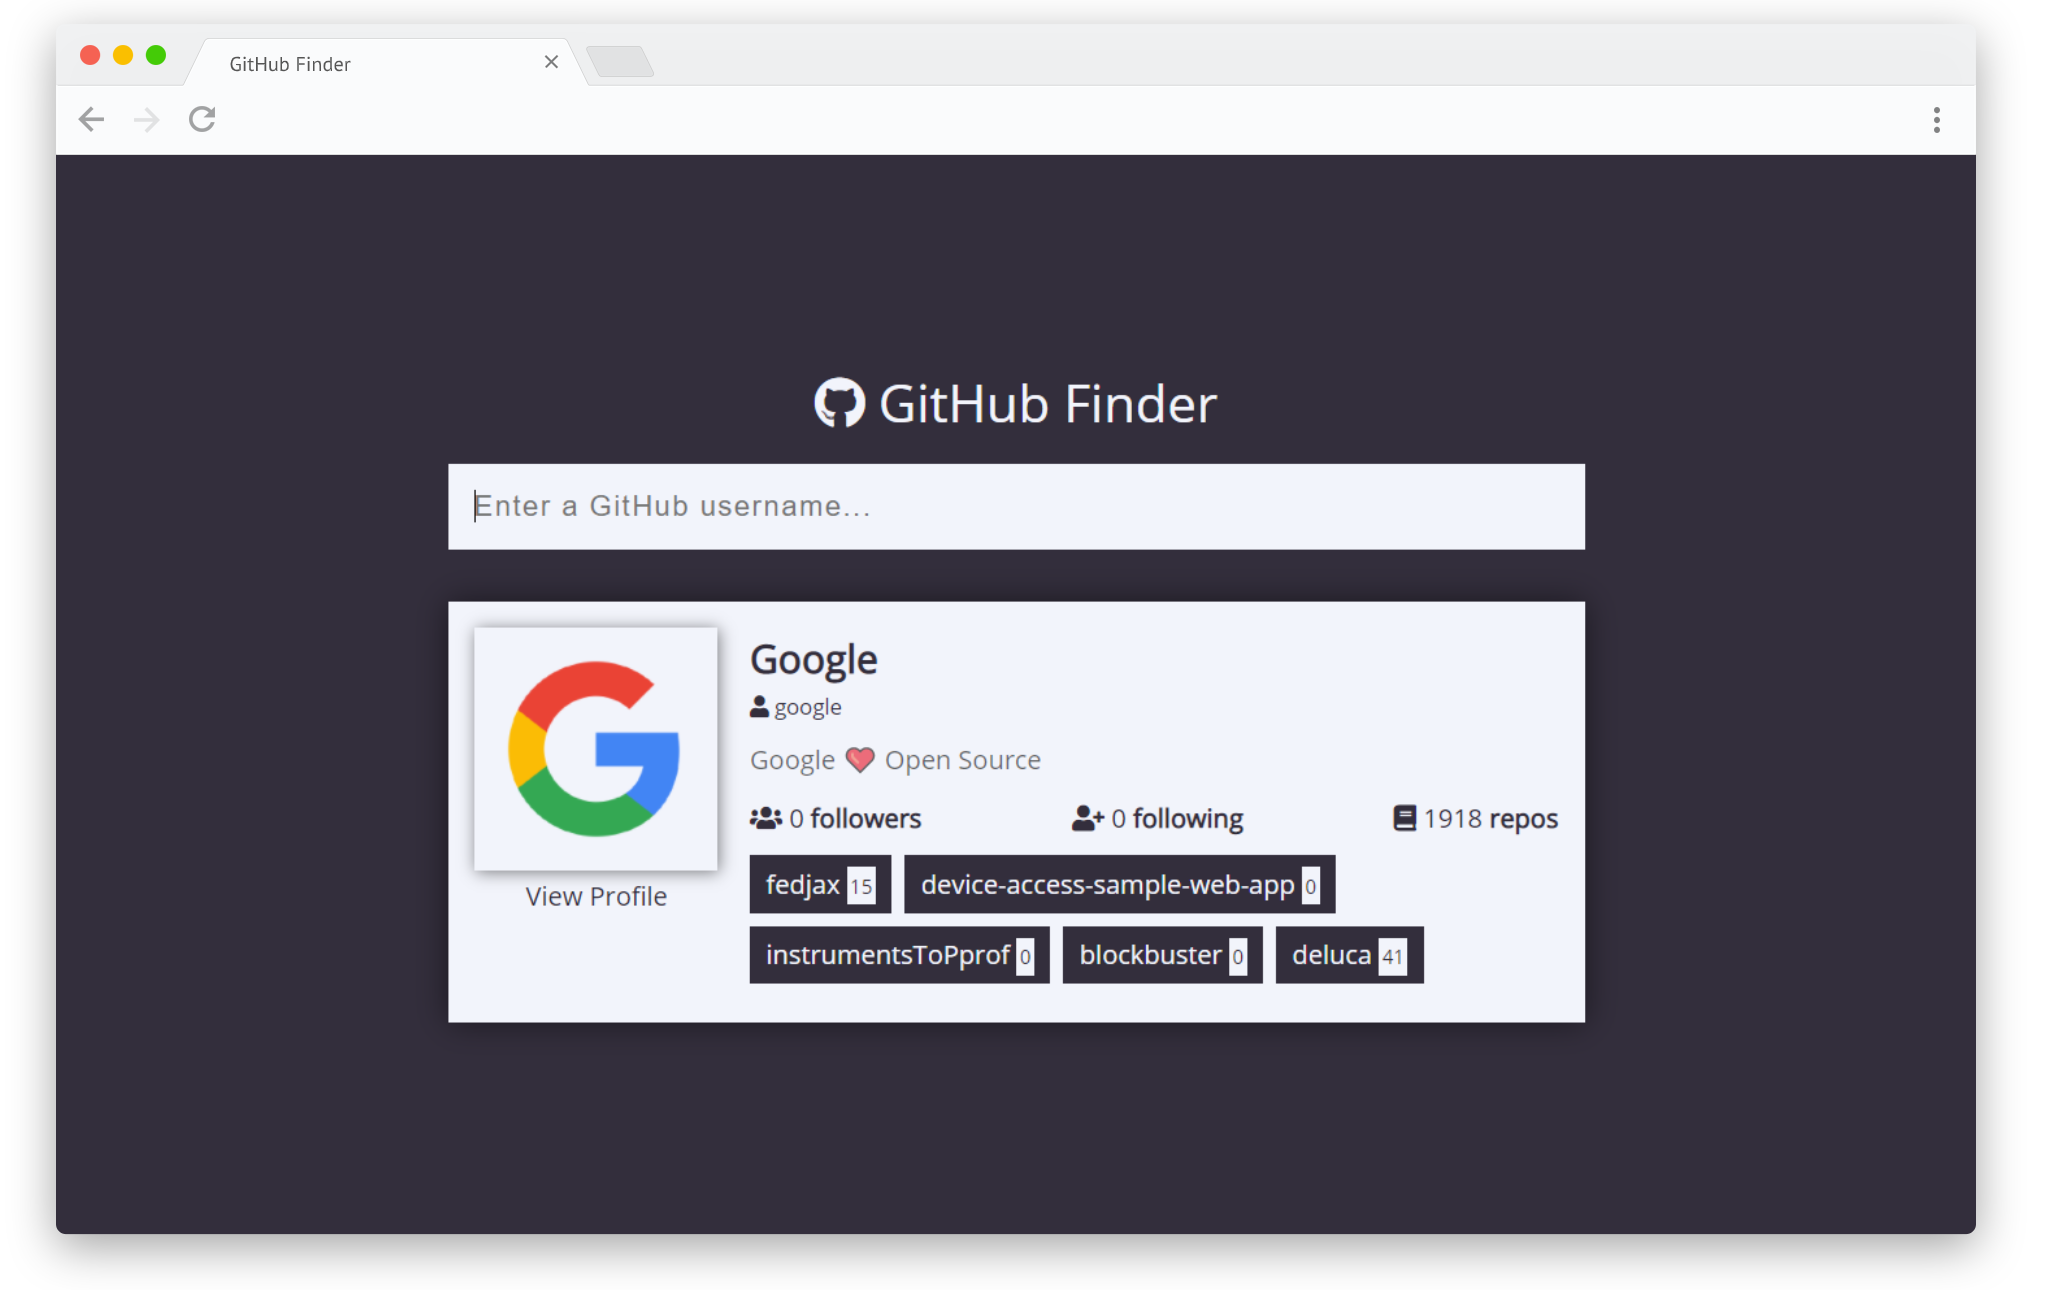 GitHub Finder
GitHub Finder
Enter a GitHub username...
Google
google
Google ❤️ Open Source
0 followers 0 following 1918 repos
View Profile
fedjax 15 device-access-sample-web-app 0
instrumentsToPprof 0 blockbuster 0 deluca 41